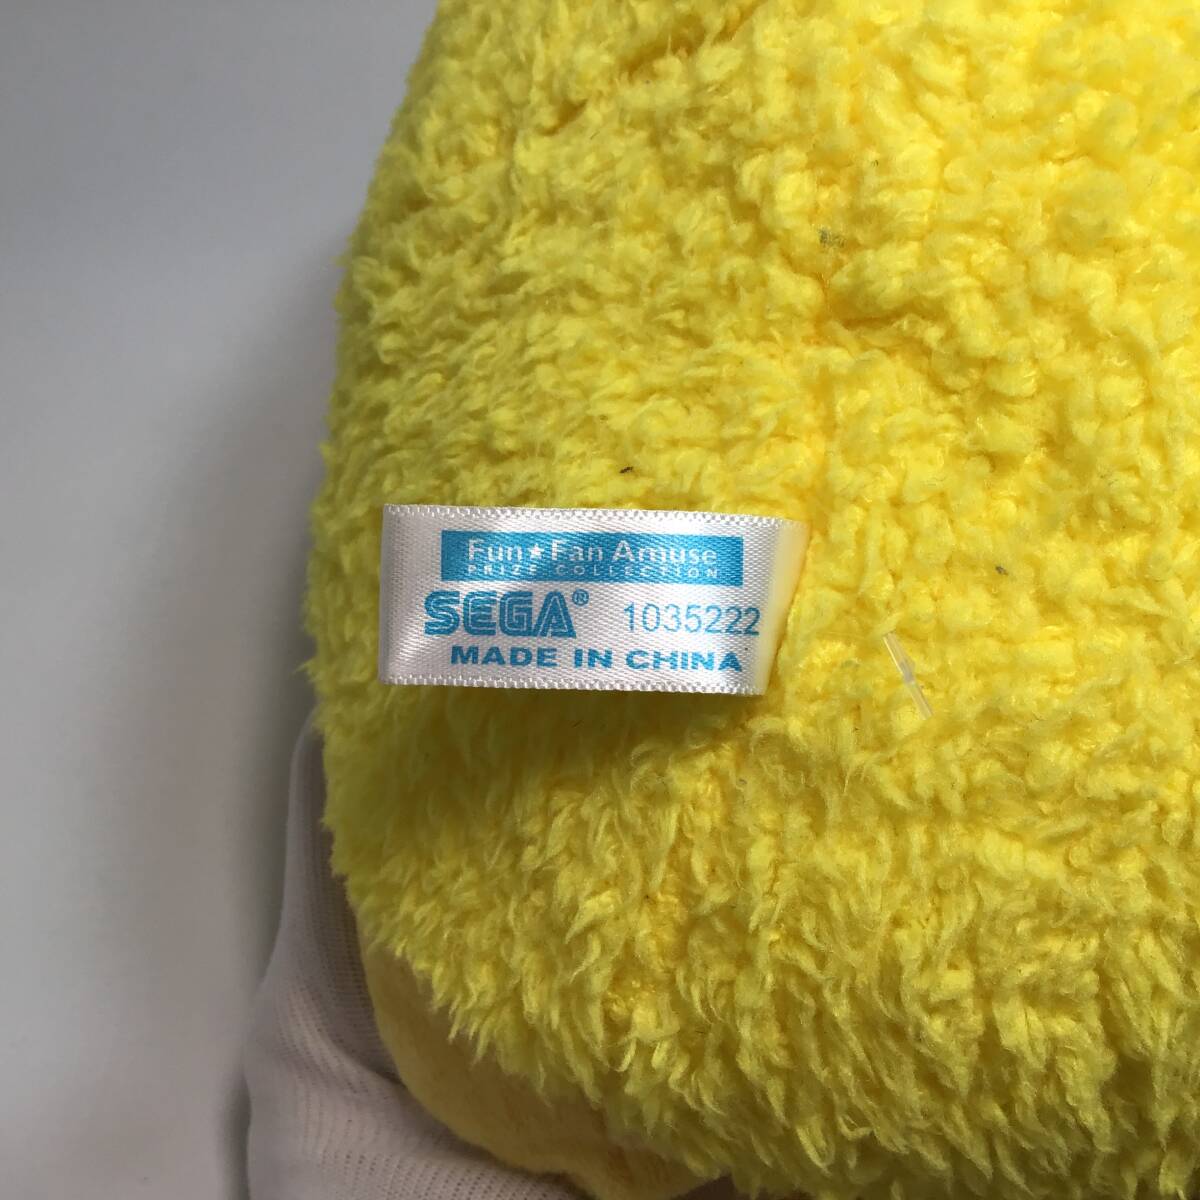 Fun★Fan Amuse
PRIZE COLLECTION
SEGA® 1035222
MADE IN CHINA